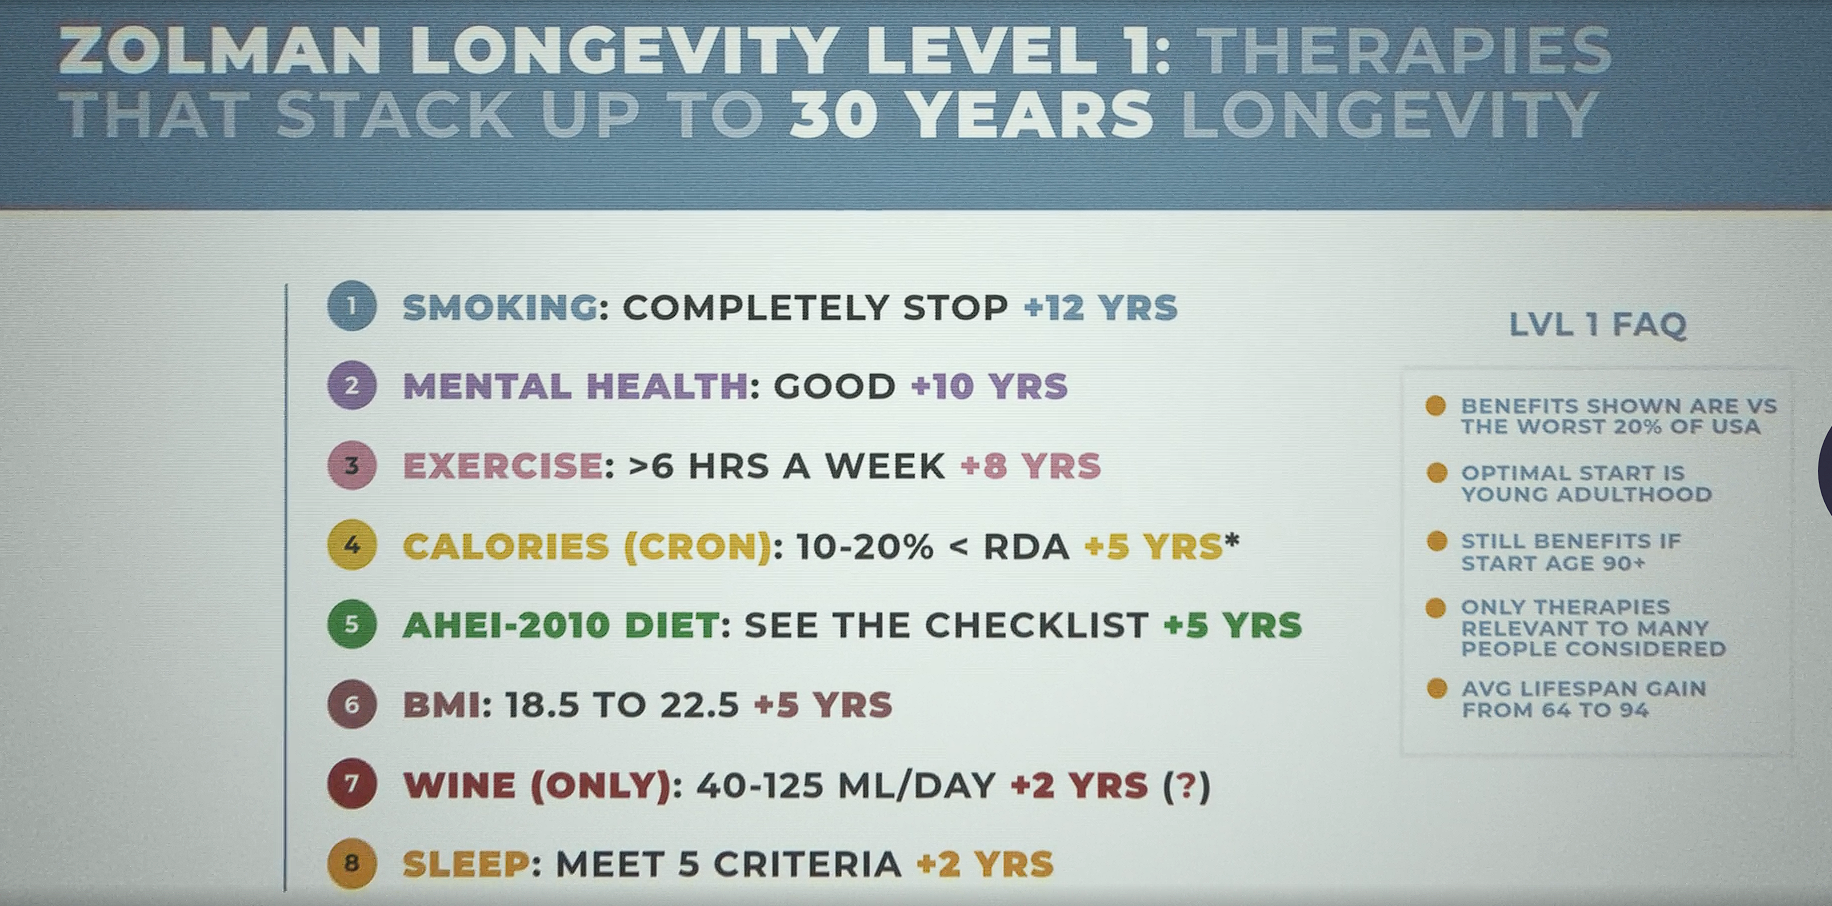 ZOLMAN LONGEVITY LEVEL 1: THERAPIES
THAT STACK UP TO 30 YEARS LONGEVITY
1 SMOKING: COMPLETELY STOP +12 YRS
2 MENTAL HEALTH: GOOD +10 YRS
3 EXERCISE: >6 HRS A WEEK +8 YRS
4 CALORIES (CRON): 10-20% < RDA +5 YRS*
5 AHEI-2010 DIET: SEE THE CHECKLIST +5 YRS
6 BMI: 18.5 TO 22.5 +5 YRS
7 WINE (ONLY): 40-125 ML/DAY +2 YRS (?)
8 SLEEP: MEET 5 CRITERIA +2 YRS
LVL 1 FAQ
BENEFITS SHOWN ARE VS
THE WORST 20% OF USA
OPTIMAL START IS
YOUNG ADULTHOOD
STILL BENEFITS IF
START AGE 90+
ONLY THERAPIES
RELEVANT TO MANY
PEOPLE CONSIDERED
AVG LIFESPAN GAIN
FROM 64 TO 94